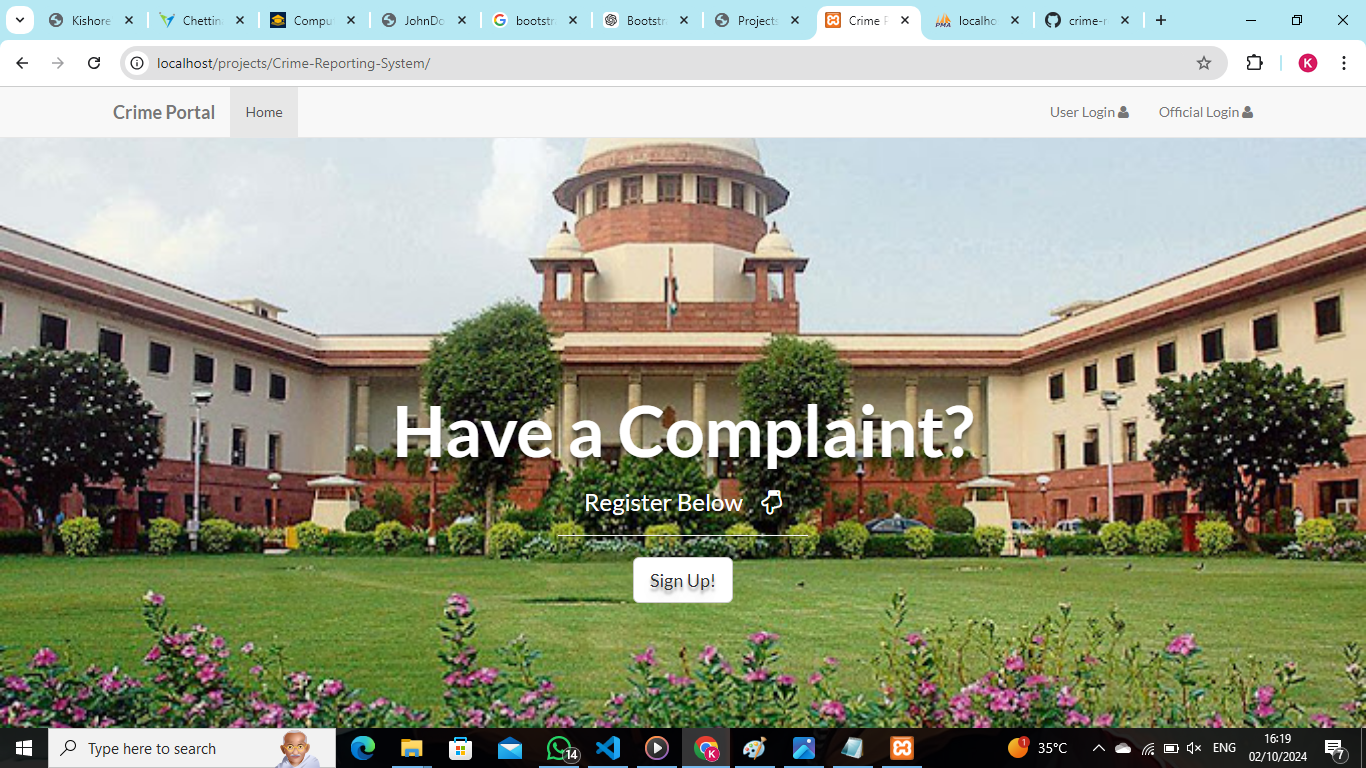 Kishore
Chettina
Compu
JohnDo
bootstr
Bootstr
Projects
Crime R
localho
crime-r
localhost/projects/Crime-Reporting-System/
K
Crime Portal
Home
User Login
Official Login
Have a Complaint?
Register Below
Sign Up!
Type here to search
14
K
1
35°C
ENG
16:19
02/10/2024
7